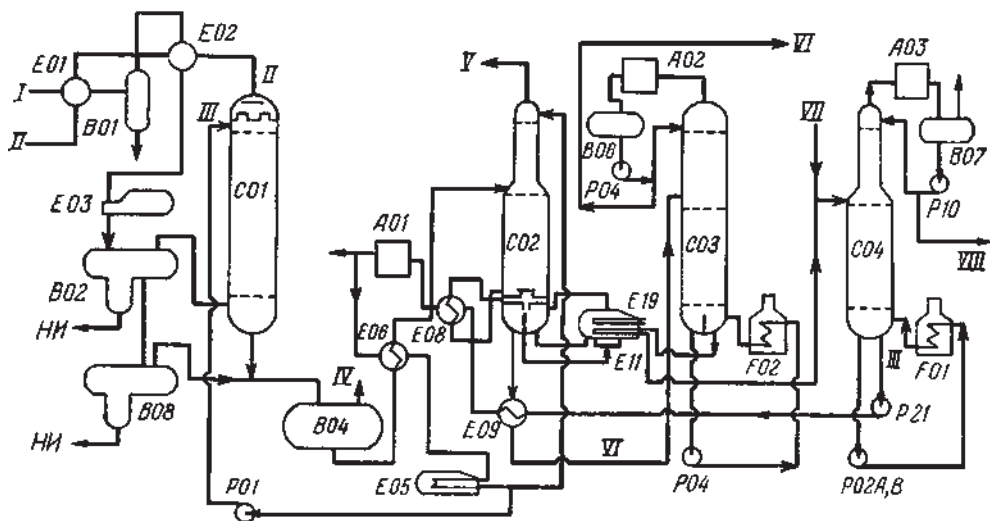 E02
E01
I
II
II
III
B01
C01
E03
B02
НИ
B08
НИ
P01
IV
B04
A01
E06
E08
E05
V
C02
E19
E11
E09
VI
VI
A02
B06
P04
C03
F02
P04
VII
A03
B07
P10
C04
VIII
III
F01
P21
P02A,B